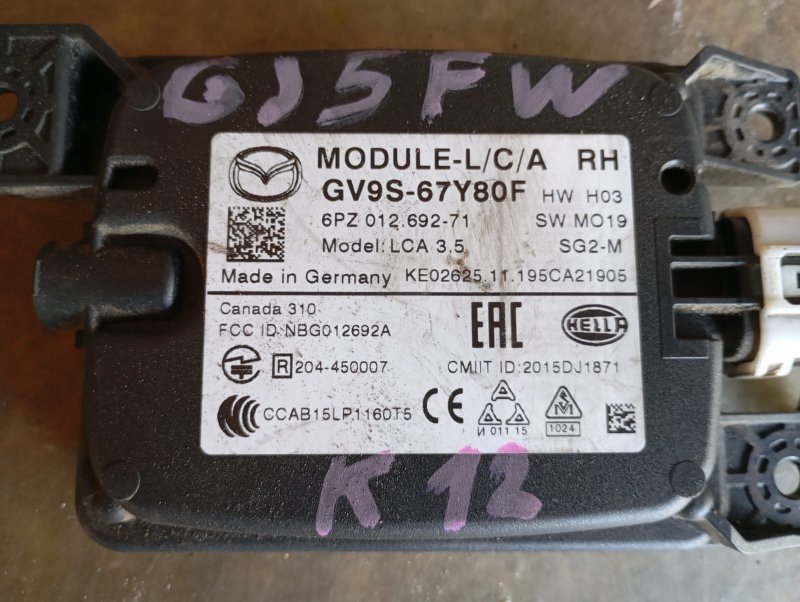 GJ5FW
MODULE-L/C/A RH
GV9S-67Y80F HW H03
6PZ 012.692-71 SW MO19
Model: LCA 3.5 SG2-M
Made in Germany KE02625.11.195CA21905
Canada 310
FCC ID:NBG012692A
EAC HELLA
R 204-450007 CMIIT ID:2015DJ1871
CCAB15LP1160T5 CE
И 011 15 1024
K 12